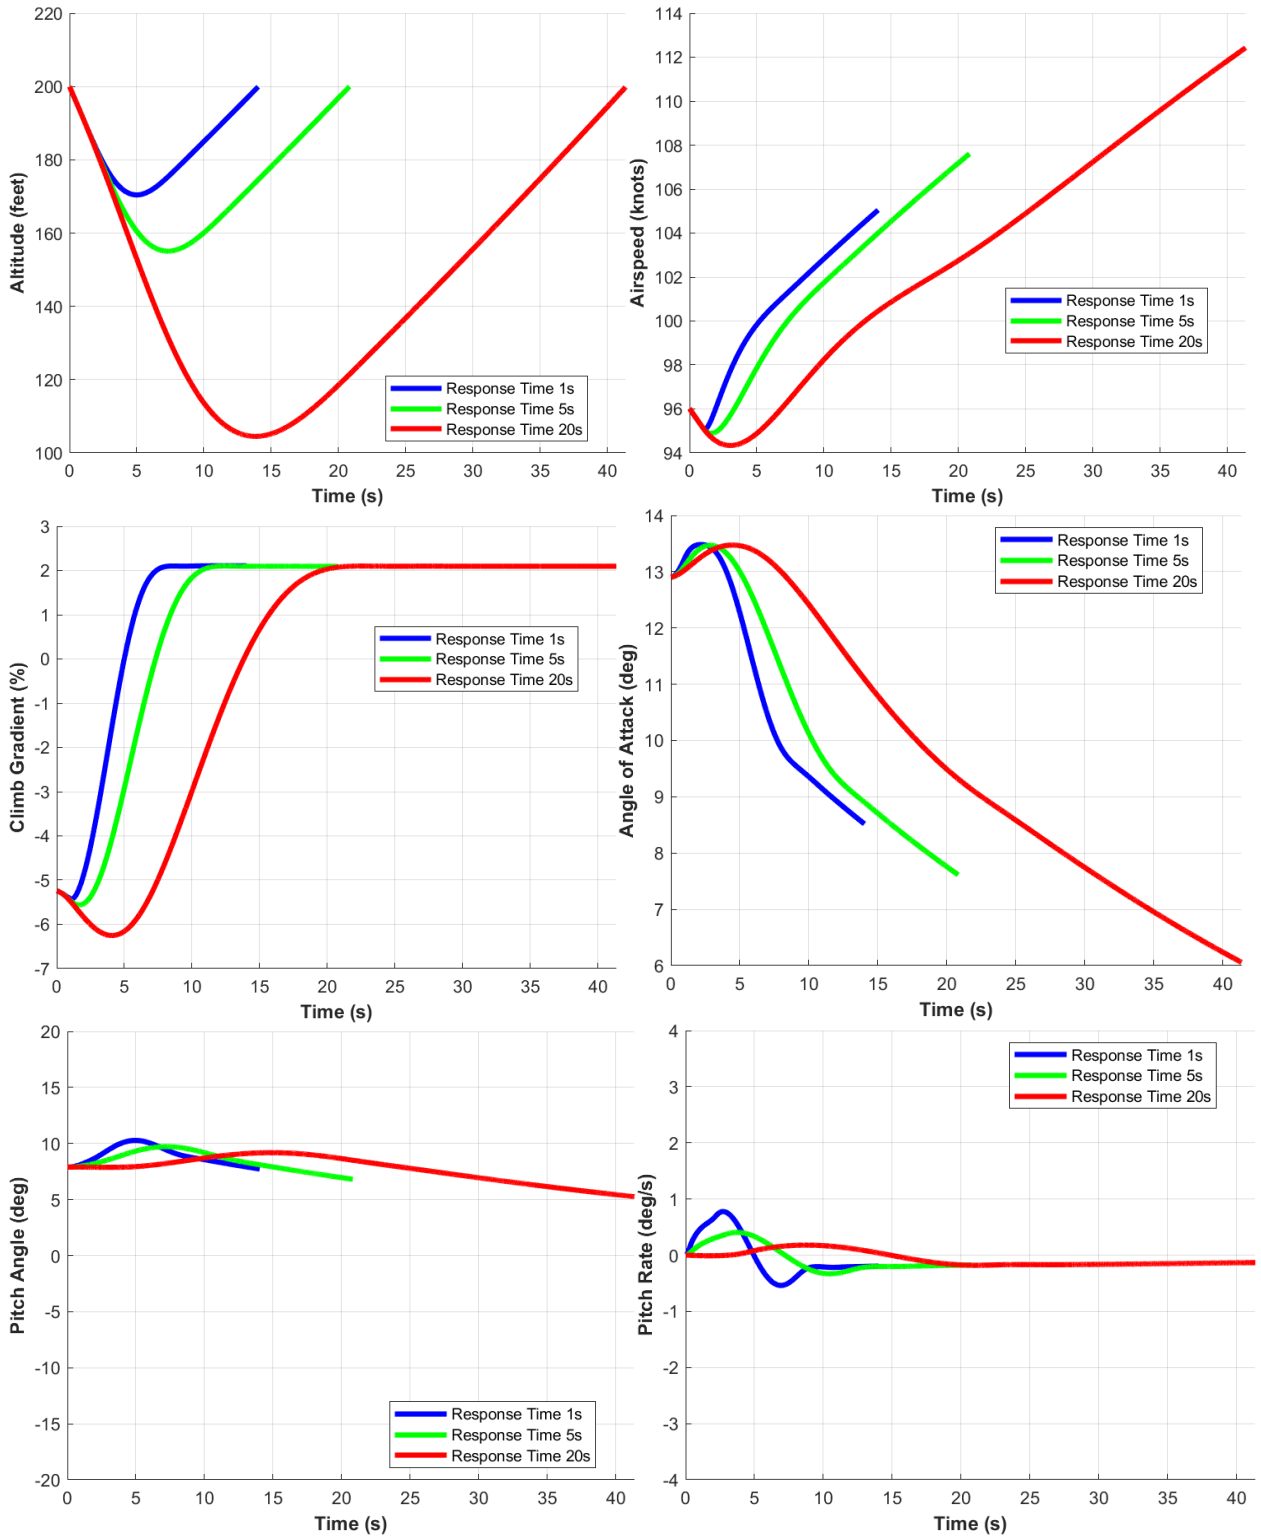 220
200
180
160
140
120
100
Altitude (feet)
0 5 10 15 20 25 30 35 40
Time (s)
Response Time 1s
Response Time 5s
Response Time 20s
114
112
110
108
106
104
102
100
98
96
94
Airspeed (knots)
0 5 10 15 20 25 30 35 40
Time (s)
Response Time 1s
Response Time 5s
Response Time 20s
3
2
1
0
-1
-2
-3
-4
-5
-6
-7
Climb Gradient (%)
0 5 10 15 20 25 30 35 40
Time (s)
Response Time 1s
Response Time 5s
Response Time 20s
14
13
12
11
10
9
8
7
6
Angle of Attack (deg)
0 5 10 15 20 25 30 35 40
Time (s)
Response Time 1s
Response Time 5s
Response Time 20s
20
15
10
5
0
-5
-10
-15
-20
Pitch Angle (deg)
0 5 10 15 20 25 30 35 40
Time (s)
Response Time 1s
Response Time 5s
Response Time 20s
4
3
2
1
0
-1
-2
-3
-4
Pitch Rate (deg/s)
0 5 10 15 20 25 30 35 40
Time (s)
Response Time 1s
Response Time 5s
Response Time 20s